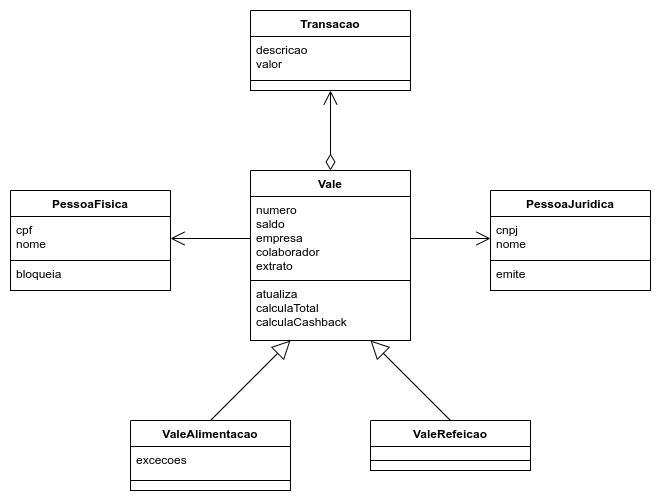 Transacao
descricao
valor
PessoaFisica
cpf
nome
bloqueia
Vale
numero
saldo
empresa
colaborador
extrato
atualiza
calculaTotal
calculaCashback
PessoaJuridica
cnpj
nome
emite
ValeAlimentacao
excecoes
ValeRefeicao